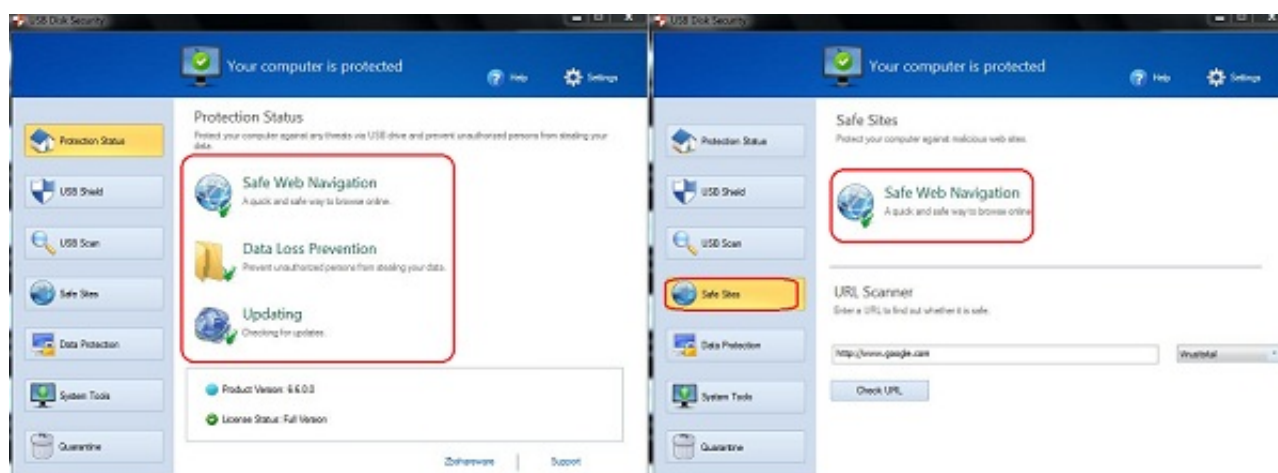 USB Disk Security
Your computer is protected
Help
Settings
Protection Status
USB Shield
USB Scan
Safe Sites
Data Protection
System Tools
Quarantine
Protection Status
Protect your computer against any threats via USB drive and prevent unauthorized persons from stealing your
data.
Safe Web Navigation
A quick and safe way to browse online.
Data Loss Prevention
Prevent unauthorized persons from stealing your data.
Updating
Checking for updates.
Product Version: 6.6.0.0
License Status: Full Version
Zbshareware
Support
USB Disk Security
Your computer is protected
Help
Settings
Protection Status
USB Shield
USB Scan
Safe Sites
Data Protection
System Tools
Quarantine
Safe Sites
Protect your computer against malicious web sites.
Safe Web Navigation
A quick and safe way to browse online
URL Scanner
Enter a URL to find out whether it is safe.
http://www.google.com
Virustotal
Check URL